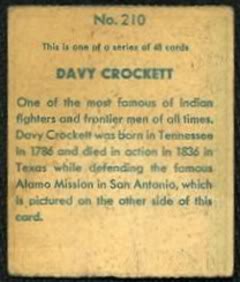 No. 210
This is one of a series of 48 cards
DAVY CROCKETT
One of the most famous of Indian
fighters and frontier men of all times.
Davy Crockett was born in Tennessee
in 1786 and died in action in 1836 in
Texas while defending the famous
Alamo Mission in San Antonio, which
is pictured on the other side of this
card.